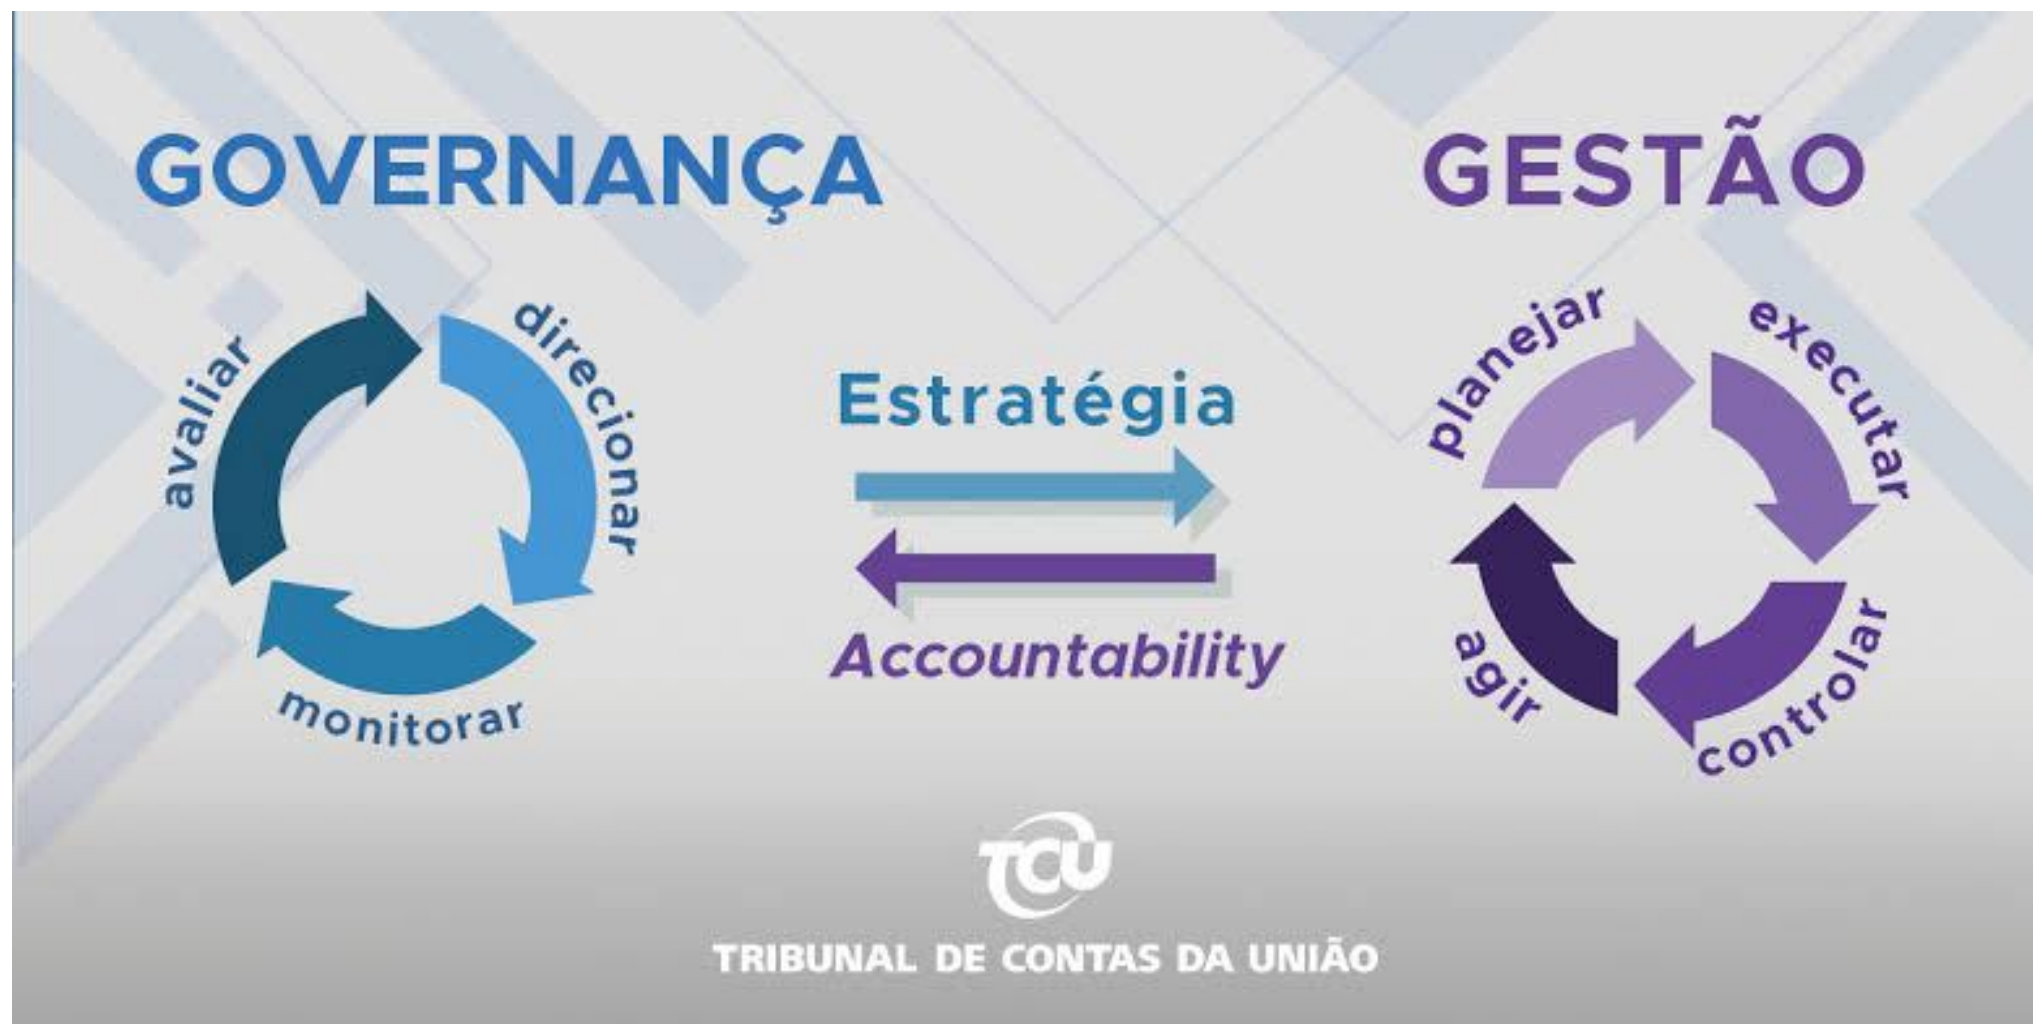 GOVERNANÇA
avaliar
direcionar
monitorar
Estratégia
Accountability
GESTÃO
planejar
executar
controlar
agir
TCU
TRIBUNAL DE CONTAS DA UNIÃO